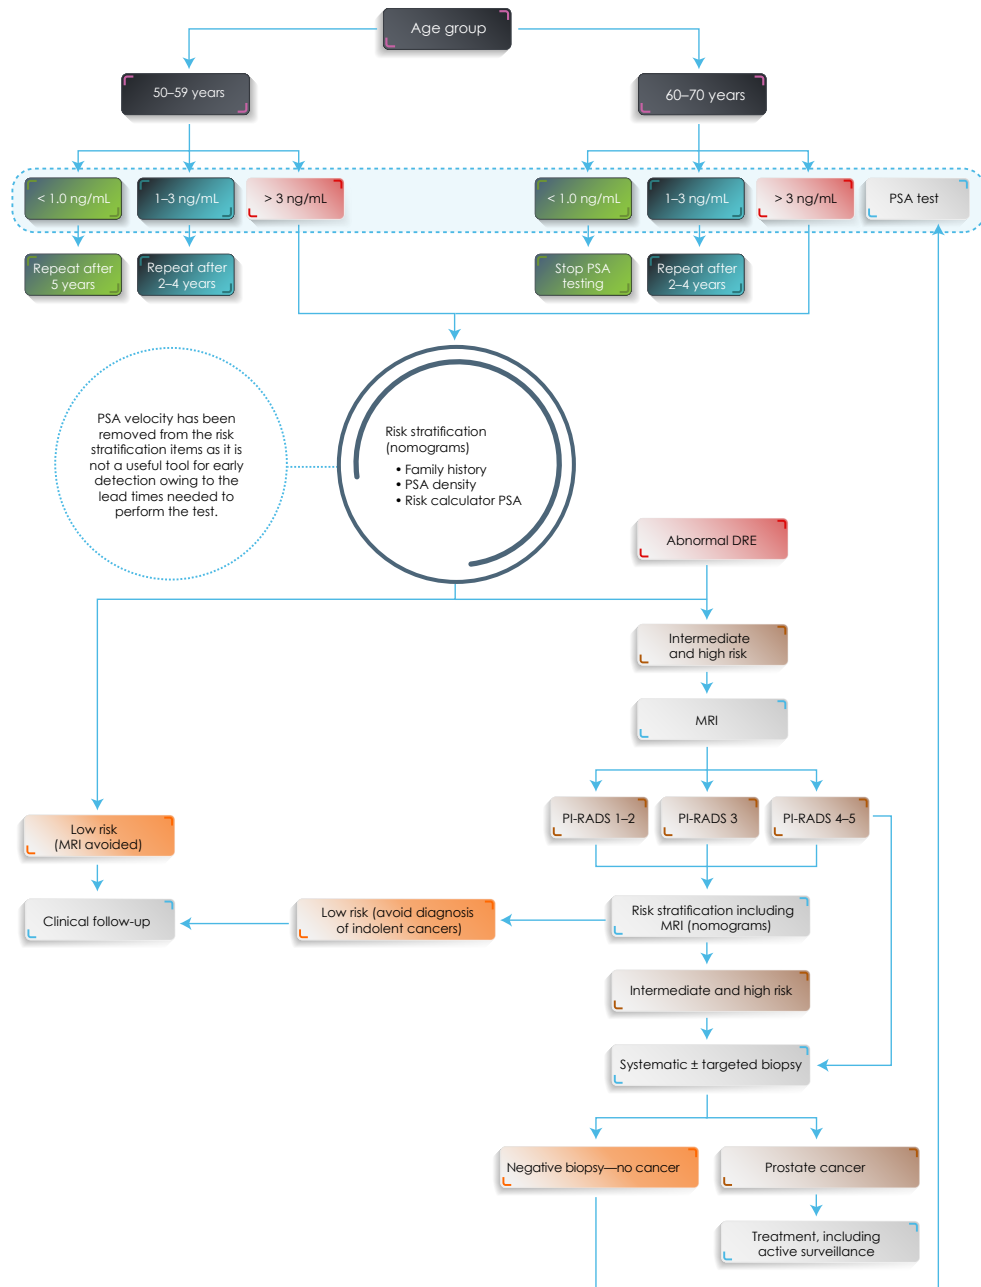 Age group
50–59 years
60–70 years
< 1.0 ng/mL
1–3 ng/mL
> 3 ng/mL
< 1.0 ng/mL
1–3 ng/mL
> 3 ng/mL
PSA test
Repeat after
5 years
Repeat after
2–4 years
Stop PSA
testing
Repeat after
2–4 years
PSA velocity has been
removed from the risk
stratification items as it is
not a useful tool for early
detection owing to the
lead times needed to
perform the test.
Risk stratification
(nomograms)
• Family history
• PSA density
• Risk calculator PSA
Abnormal DRE
Intermediate
and high risk
MRI
PI-RADS 1–2
PI-RADS 3
PI-RADS 4–5
Low risk
(MRI avoided)
Clinical follow-up
Low risk (avoid diagnosis
of indolent cancers)
Risk stratification including
MRI (nomograms)
Intermediate and high risk
Systematic ± targeted biopsy
Negative biopsy—no cancer
Prostate cancer
Treatment, including
active surveillance